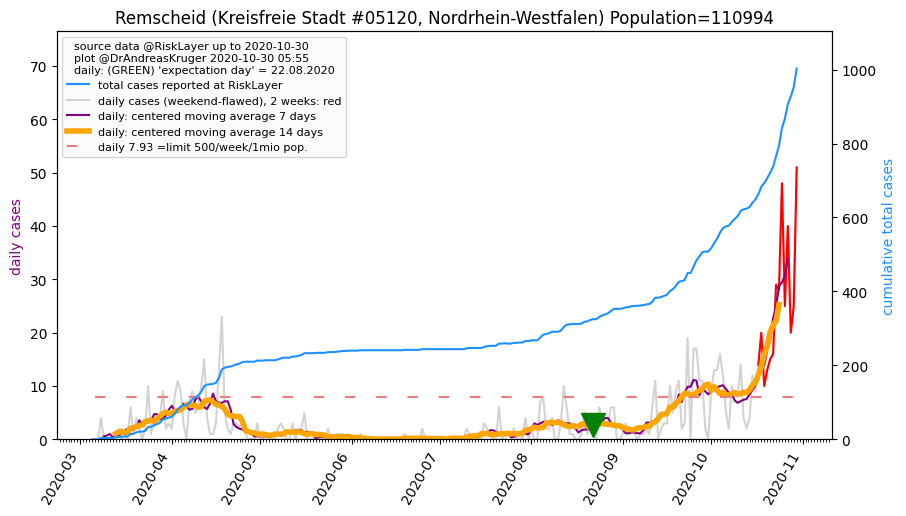 Remscheid (Kreisfreie Stadt #05120, Nordrhein-Westfalen) Population=110994
source data @RiskLayer up to 2020-10-30
plot @DrAndreasKruger 2020-10-30 05:55
daily: (GREEN) 'expectation day' = 22.08.2020
total cases reported at RiskLayer
daily cases (weekend-flawed), 2 weeks: red
daily: centered moving average 7 days
daily: centered moving average 14 days
daily 7.93 =limit 500/week/1mio pop.
daily cases
70
60
50
40
30
20
10
0
cumulative total cases
1000
800
600
400
200
0
2020-03
2020-04
2020-05
2020-06
2020-07
2020-08
2020-09
2020-10
2020-11